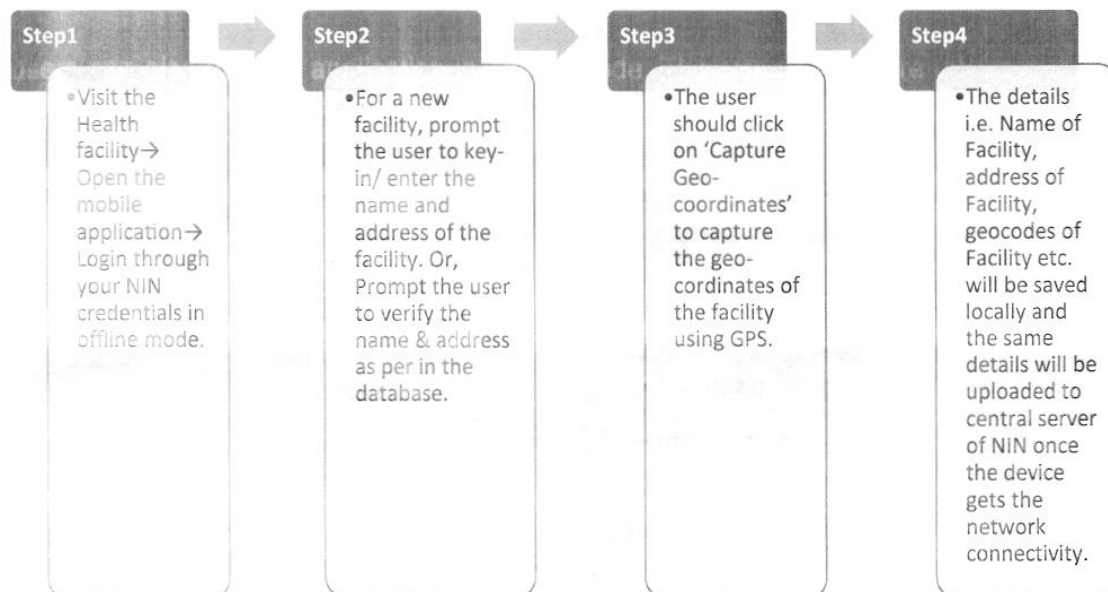 Step1
•Visit the
Health
facility→
Open the
mobile
application→
Login through
your NIN
credentials in
offline mode.
Step2
•For a new
facility, prompt
the user to key-
in/ enter the
name and
address of the
facility. Or,
Prompt the user
to verify the
name & address
as per in the
database.
Step3
•The user
should click
on ‘Capture
Geo-
coordinates’
to capture
the geo-
cordinates of
the facility
using GPS.
Step4
•The details
i.e. Name of
Facility,
address of
Facility,
geocodes of
Facility etc.
will be saved
locally and
the same
details will be
uploaded to
central server
of NIN once
the device
gets the
network
connectivity.